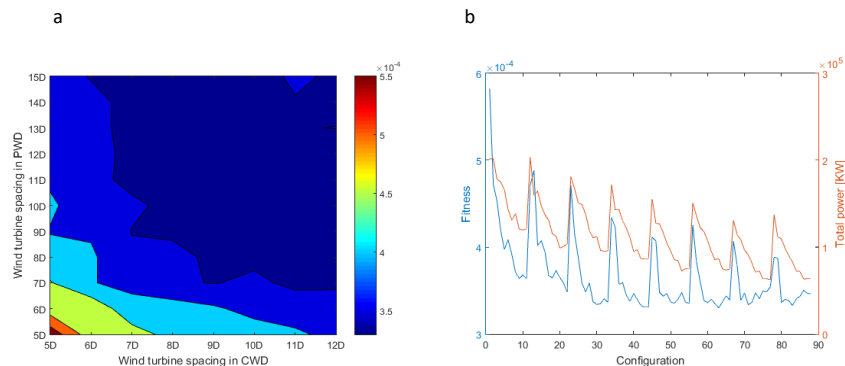 a
b
× 10⁻⁴
15D
14D
13D
12D
11D
10D
9D
8D
7D
6D
5D
Wind turbine spacing in PWD
5D 6D 7D 8D 9D 10D 11D 12D
Wind turbine spacing in CWD
5.5
5
4.5
4
3.5
× 10⁻⁴
6
5
4
3
Fitness
× 10⁵
3
2
1
0
Total power [KW]
0 10 20 30 40 50 60 70 80 90
Configuration